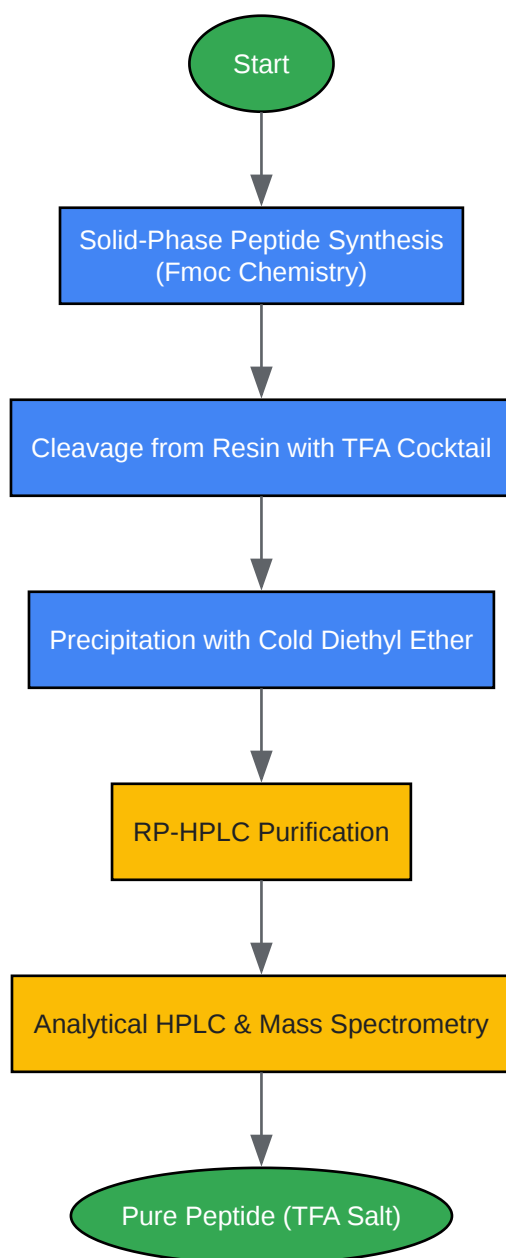 Start
Solid-Phase Peptide Synthesis
(Fmoc Chemistry)
Cleavage from Resin with TFA Cocktail
Precipitation with Cold Diethyl Ether
RP-HPLC Purification
Analytical HPLC & Mass Spectrometry
Pure Peptide (TFA Salt)